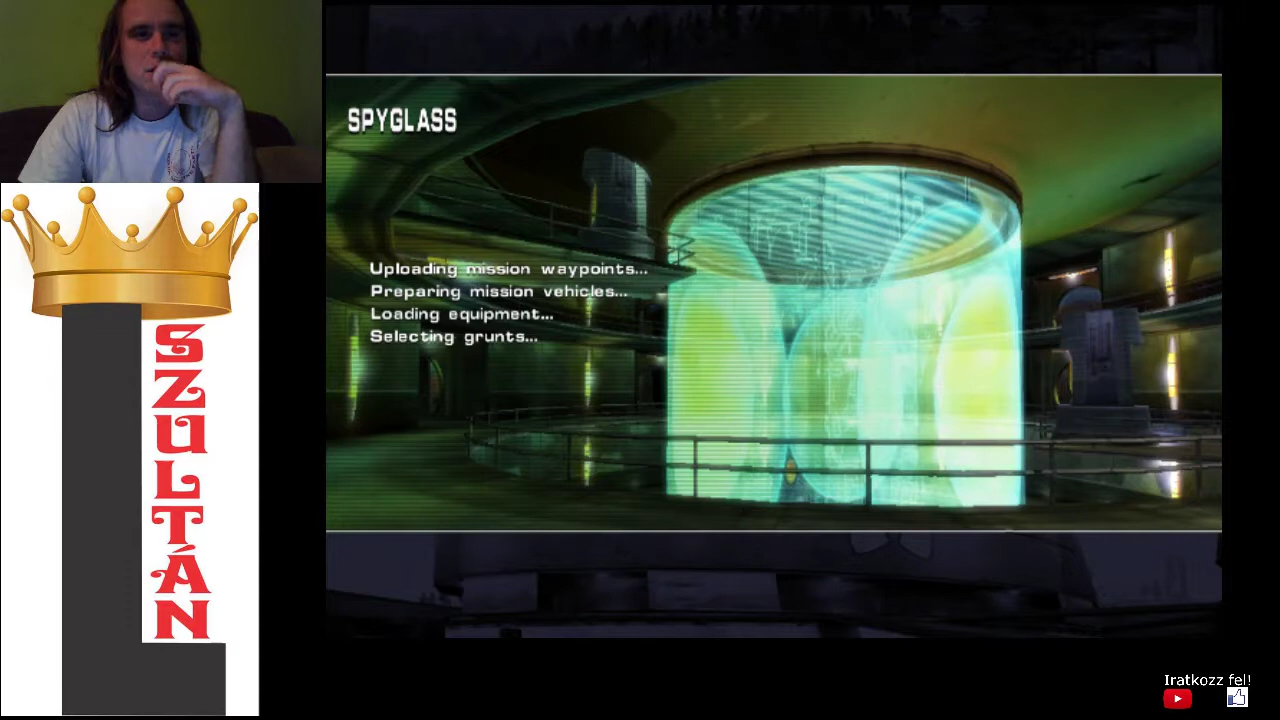 SPYGLASS
Uploading mission waypoints...
Preparing mission vehicles...
Loading equipment...
Selecting grunts...
SZULTÁN
L
Iratkozz fel!